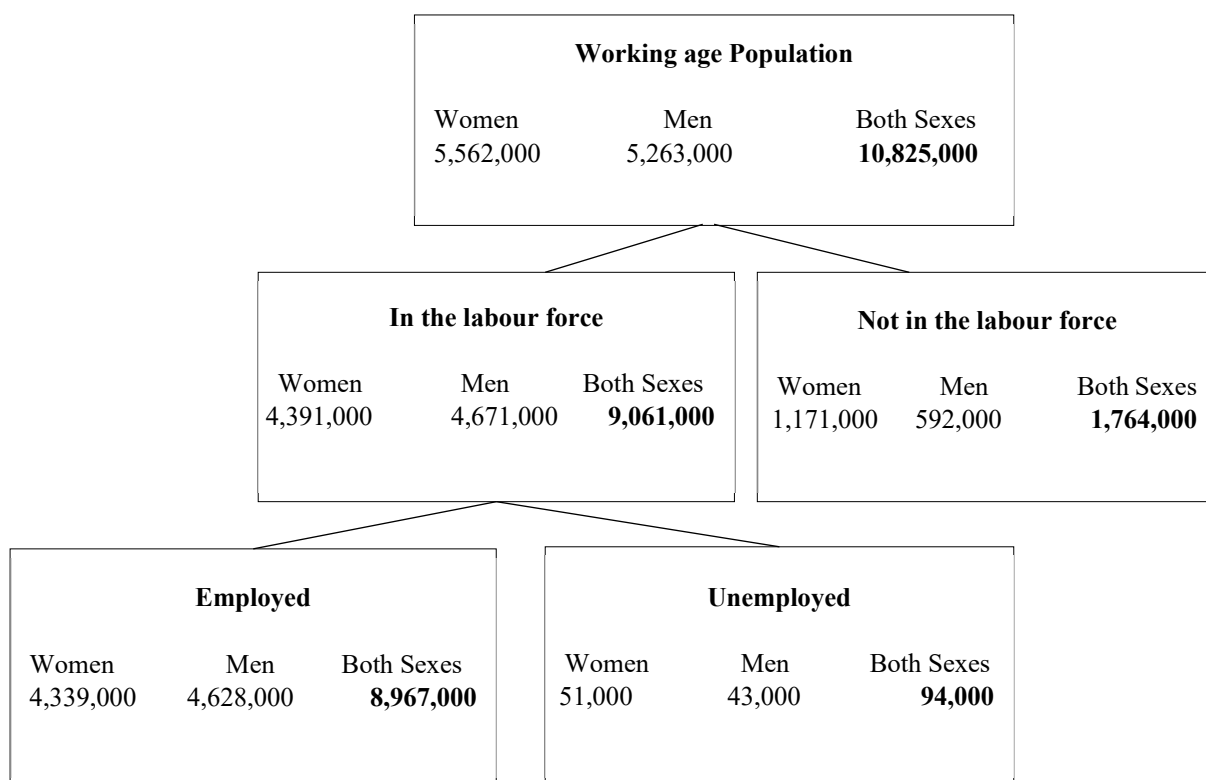 Working age Population
Women Men Both Sexes
5,562,000 5,263,000 10,825,000
In the labour force
Women Men Both Sexes
4,391,000 4,671,000 9,061,000
Not in the labour force
Women Men Both Sexes
1,171,000 592,000 1,764,000
Employed
Women Men Both Sexes
4,339,000 4,628,000 8,967,000
Unemployed
Women Men Both Sexes
51,000 43,000 94,000